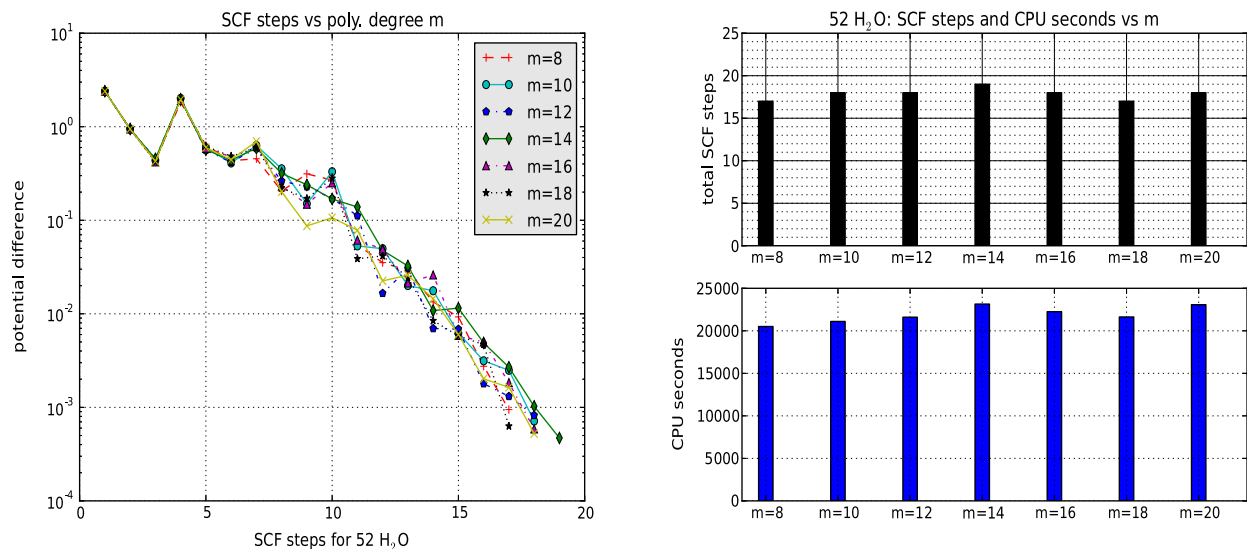 SCF steps vs poly. degree m
10^1
10^0
10^-1
10^-2
10^-3
10^-4
0
5
10
15
20
potential difference
SCF steps for 52 H₂O
m=8
m=10
m=12
m=14
m=16
m=18
m=20
52 H₂O: SCF steps and CPU seconds vs m
25
20
15
10
5
0
total SCF steps
m=8
m=10
m=12
m=14
m=16
m=18
m=20
25000
20000
15000
10000
5000
0
CPU seconds
m=8
m=10
m=12
m=14
m=16
m=18
m=20